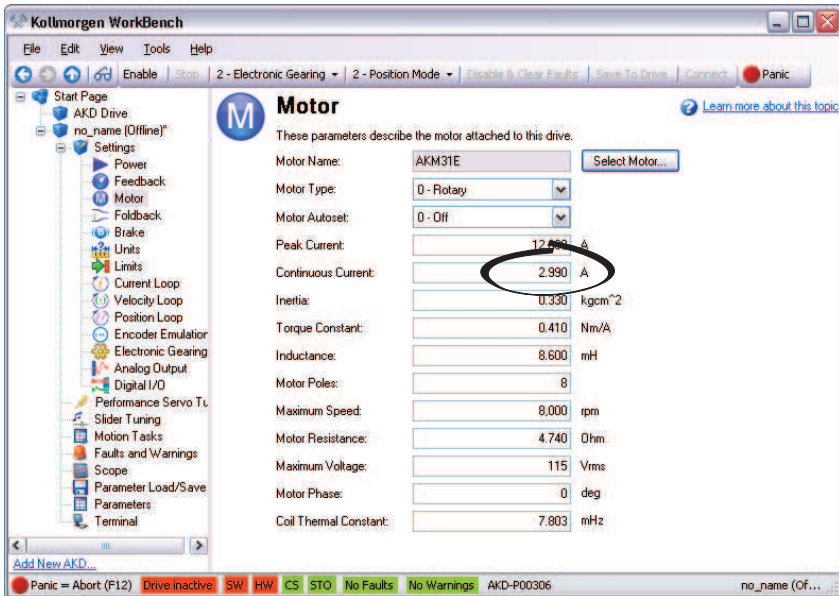 Kollmorgen WorkBench
File Edit View Tools Help
Enable Stop 2 - Electronic Gearing 2 - Position Mode Disable & Clear Faults Save To Drive Connect Panic
Start Page
AKD Drive
no_name (Offline)*
Settings
Power
Feedback
Motor
Foldback
Brake
Units
Limits
Current Loop
Velocity Loop
Position Loop
Encoder Emulation
Electronic Gearing
Analog Output
Digital I/O
Performance Servo Tu
Slider Tuning
Motion Tasks
Faults and Warnings
Scope
Parameter Load/Save
Parameters
Terminal
Add New AKD...
M Motor
Learn more about this topic
These parameters describe the motor attached to this drive.
Motor Name: AKM31E Select Motor...
Motor Type: 0 - Rotary
Motor Autoset: 0 - Off
Peak Current: A
Continuous Current: 2.990 A
Inertia: 0.330 kgcm^2
Torque Constant: 0.410 Nm/A
Inductance: 8.600 mH
Motor Poles: 8
Maximum Speed: 8,000 rpm
Motor Resistance: 4.740 Ohm
Maximum Voltage: 115 Vrms
Motor Phase: 0 deg
Coil Thermal Constant: 7.803 mHz
Panic = Abort (F12) Drive inactive SW HW CS STO No Faults No Warnings AKD-P00306 no_name (Of...